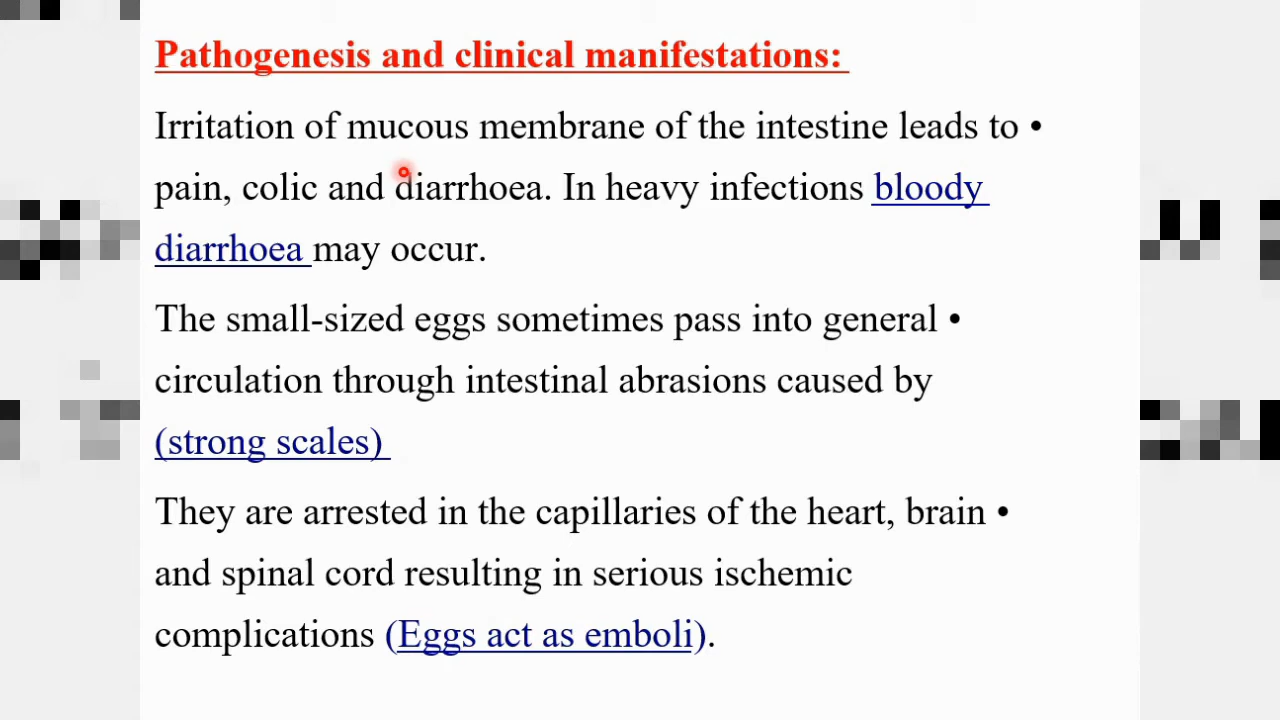 Pathogenesis and clinical manifestations:
Irritation of mucous membrane of the intestine leads to •
pain, colic and diarrhoea. In heavy infections bloody
diarrhoea may occur.
The small-sized eggs sometimes pass into general •
circulation through intestinal abrasions caused by
(strong scales)
They are arrested in the capillaries of the heart, brain •
and spinal cord resulting in serious ischemic
complications (Eggs act as emboli).